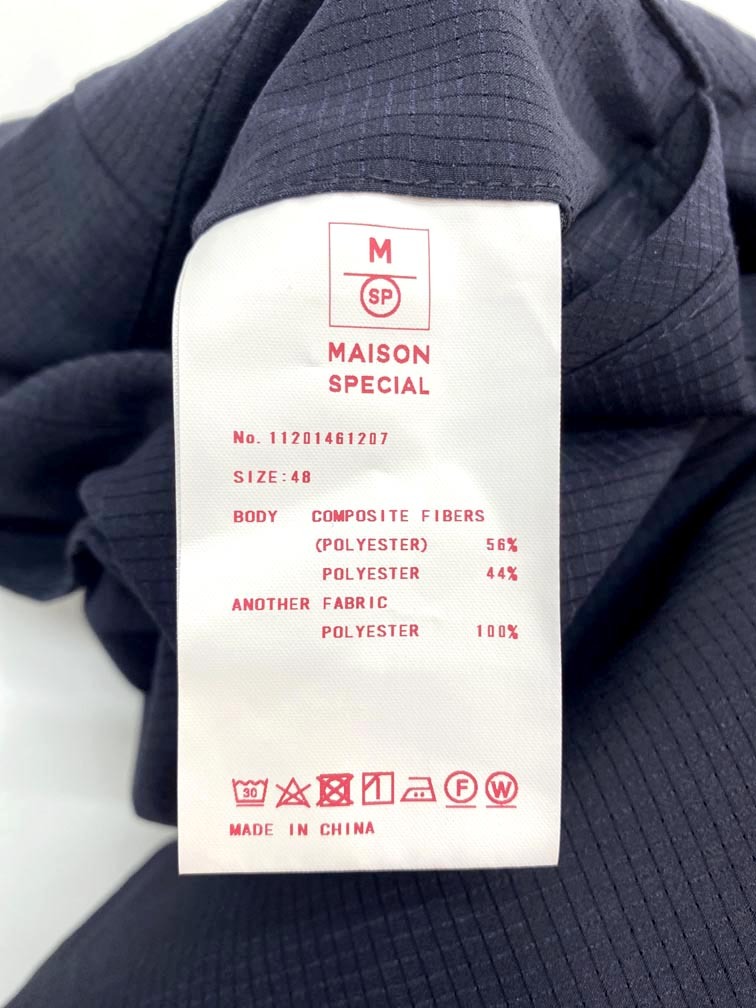 M
SP
MAISON
SPECIAL
No. 11201461207
SIZE:48
BODY COMPOSITE FIBERS
(POLYESTER) 56%
POLYESTER 44%
ANOTHER FABRIC
POLYESTER 100%
30 F W
MADE IN CHINA